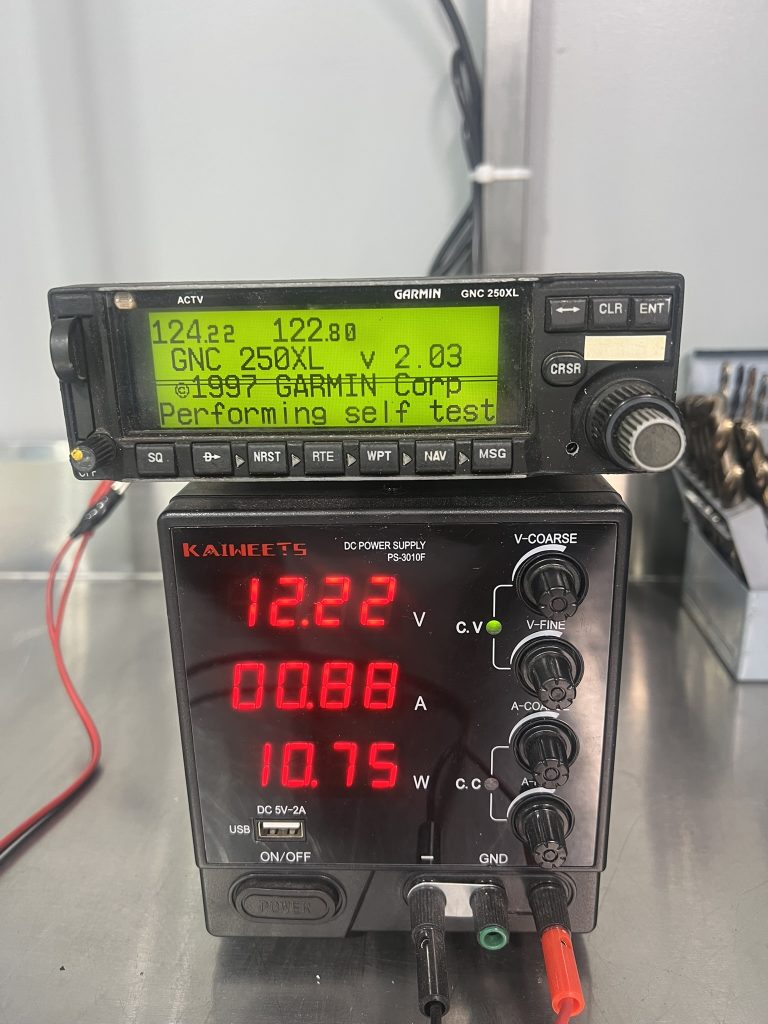 ACTV GARMIN GNC 250XL
CLR ENT
124.22 122.80
GNC 250XL v 2.03
©1997 GARMIN Corp
Performing self test
CRSR
SQ D NRST RTE WPT NAV MSG
KAIWEETS DC POWER SUPPLY
PS-3010F
V-COARSE
12.22 V
C.V
V-FINE
00.88 A
10.75 W
C.C
DC 5V-2A
USB
ON/OFF
GND
POWER